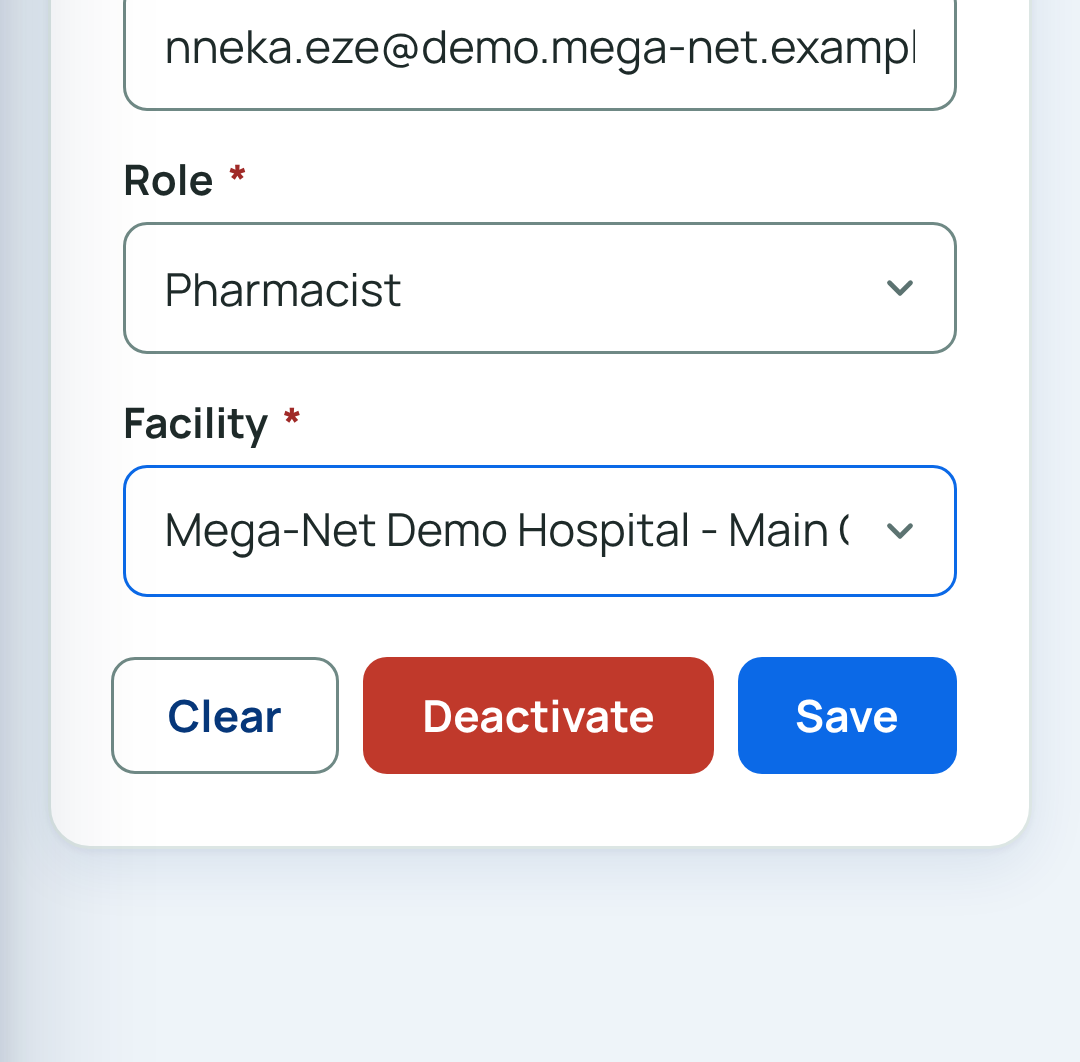 nneka.eze@demo.mega-net.exampl
Role *
Pharmacist
Facility *
Mega-Net Demo Hospital - Main
Clear
Deactivate
Save